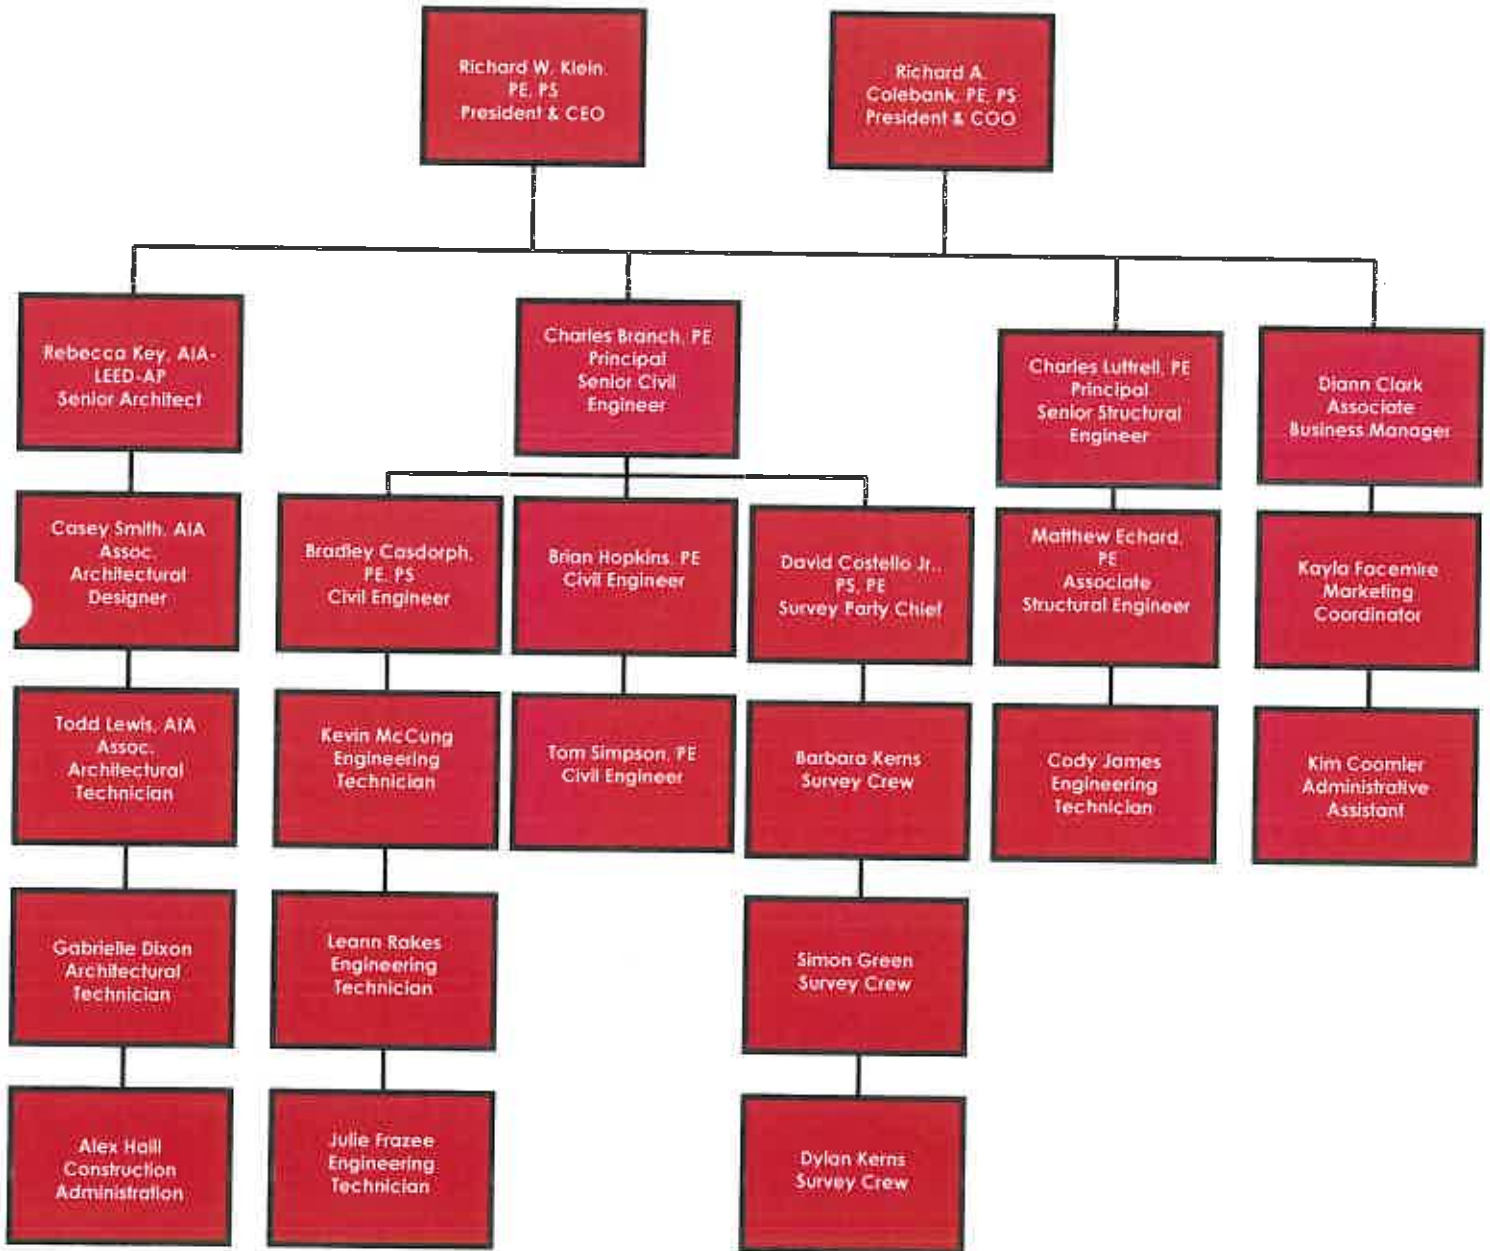 Richard W. Klein,
PE, PS
President & CEO
Richard A.
Colebank, PE, PS
President & COO
Rebecca Key, AIA-
LEED-AP
Senior Architect
Charles Branch, PE
Principal
Senior Civil
Engineer
Charles Luttrell, PE
Principal
Senior Structural
Engineer
Diann Clark
Associate
Business Manager
Casey Smith, AIA
Assoc.
Architectural
Designer
Bradley Casdorph,
PE, PS
Civil Engineer
Brian Hopkins, PE
Civil Engineer
David Costello Jr.,
PS, PE
Survey Party Chief
Matthew Echard,
PE
Associate
Structural Engineer
Kayla Facemire
Marketing
Coordinator
Todd Lewis, AIA
Assoc.
Architectural
Technician
Kevin McCung
Engineering
Technician
Tom Simpson, PE
Civil Engineer
Barbara Kerns
Survey Crew
Cody James
Engineering
Technician
Kim Coomler
Administrative
Assistant
Gabrielle Dixon
Architectural
Technician
Leann Rakes
Engineering
Technician
Simon Green
Survey Crew
Alex Haill
Construction
Administration
Julie Frazee
Engineering
Technician
Dylan Kerns
Survey Crew